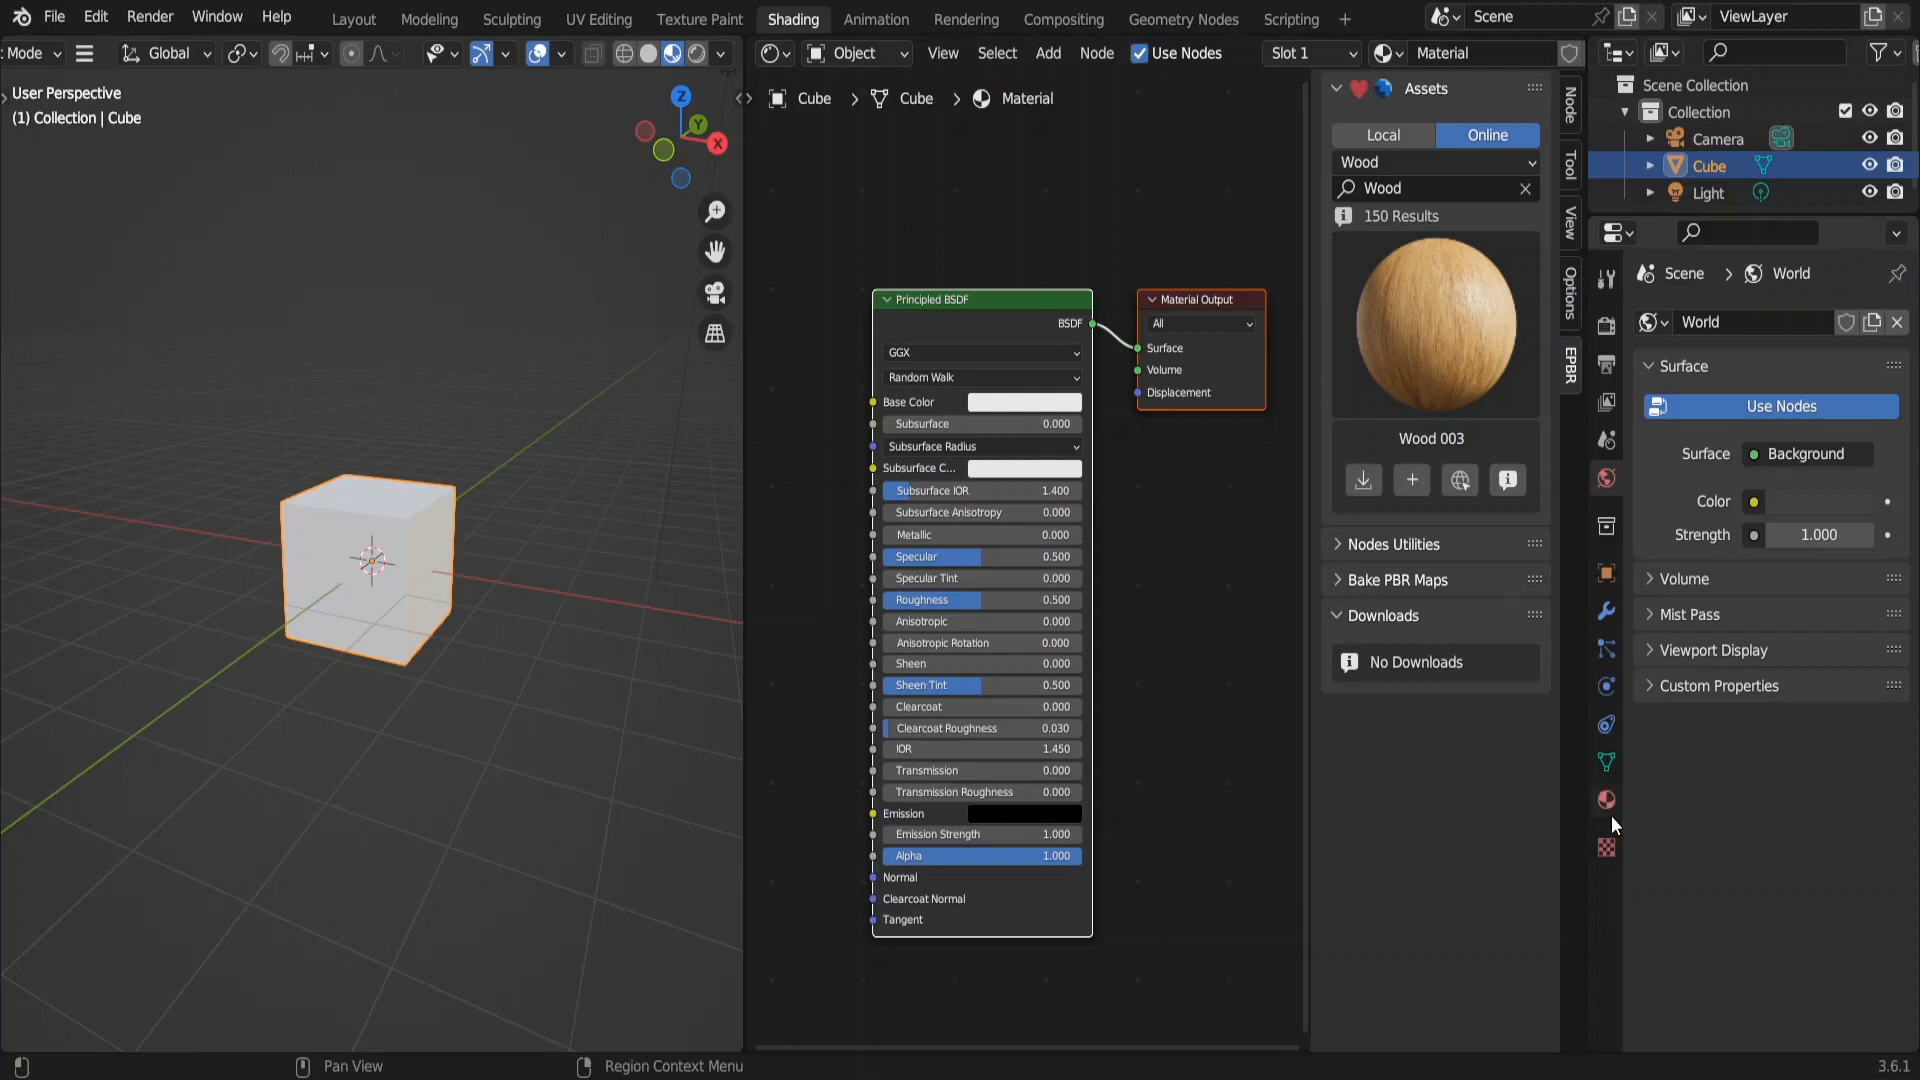 File Edit Render Window Help
Layout Modeling Sculpting UV Editing Texture Paint Shading Animation Rendering Compositing Geometry Nodes Scripting +
Scene
ViewLayer
: Mode
Global
Object
View Select Add Node
Use Nodes
Slot 1
Material
User Perspective
(1) Collection | Cube
Z
Y
X
Cube > Cube > Material
Principled BSDF
BSDF
GGX
Random Walk
Base Color
Subsurface 0.000
Subsurface Radius
Subsurface C...
Subsurface IOR 1.400
Subsurface Anisotropy 0.000
Metallic 0.000
Specular 0.500
Specular Tint 0.000
Roughness 0.500
Anisotropic 0.000
Anisotropic Rotation 0.000
Sheen 0.000
Sheen Tint 0.500
Clearcoat 0.000
Clearcoat Roughness 0.030
IOR 1.450
Transmission 0.000
Transmission Roughness 0.000
Emission
Emission Strength 1.000
Alpha 1.000
Normal
Clearcoat Normal
Tangent
Material Output
All
Surface
Volume
Displacement
Assets
Local Online
Wood
Wood
150 Results
Wood 003
Nodes Utilities
Bake PBR Maps
Downloads
No Downloads
Node
Tool
View
Options
EPBR
Scene Collection
Collection
Camera
Cube
Light
Scene > World
World
Surface
Use Nodes
Surface Background
Color
Strength 1.000
Volume
Mist Pass
Viewport Display
Custom Properties
Pan View
Region Context Menu
3.6.1